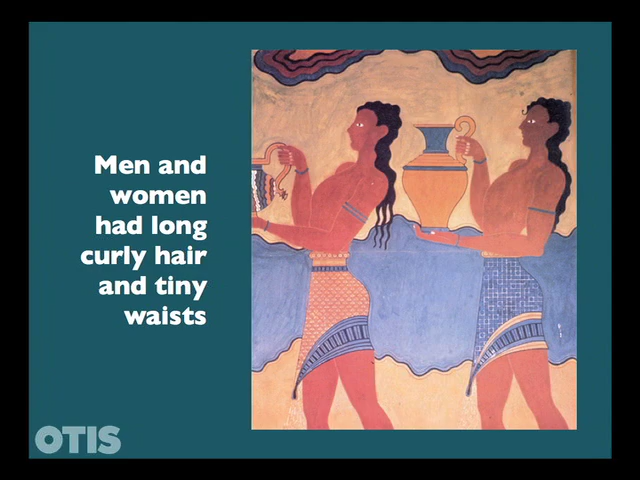 Men and
women
had long
curly hair
and tiny
waists
OTIS